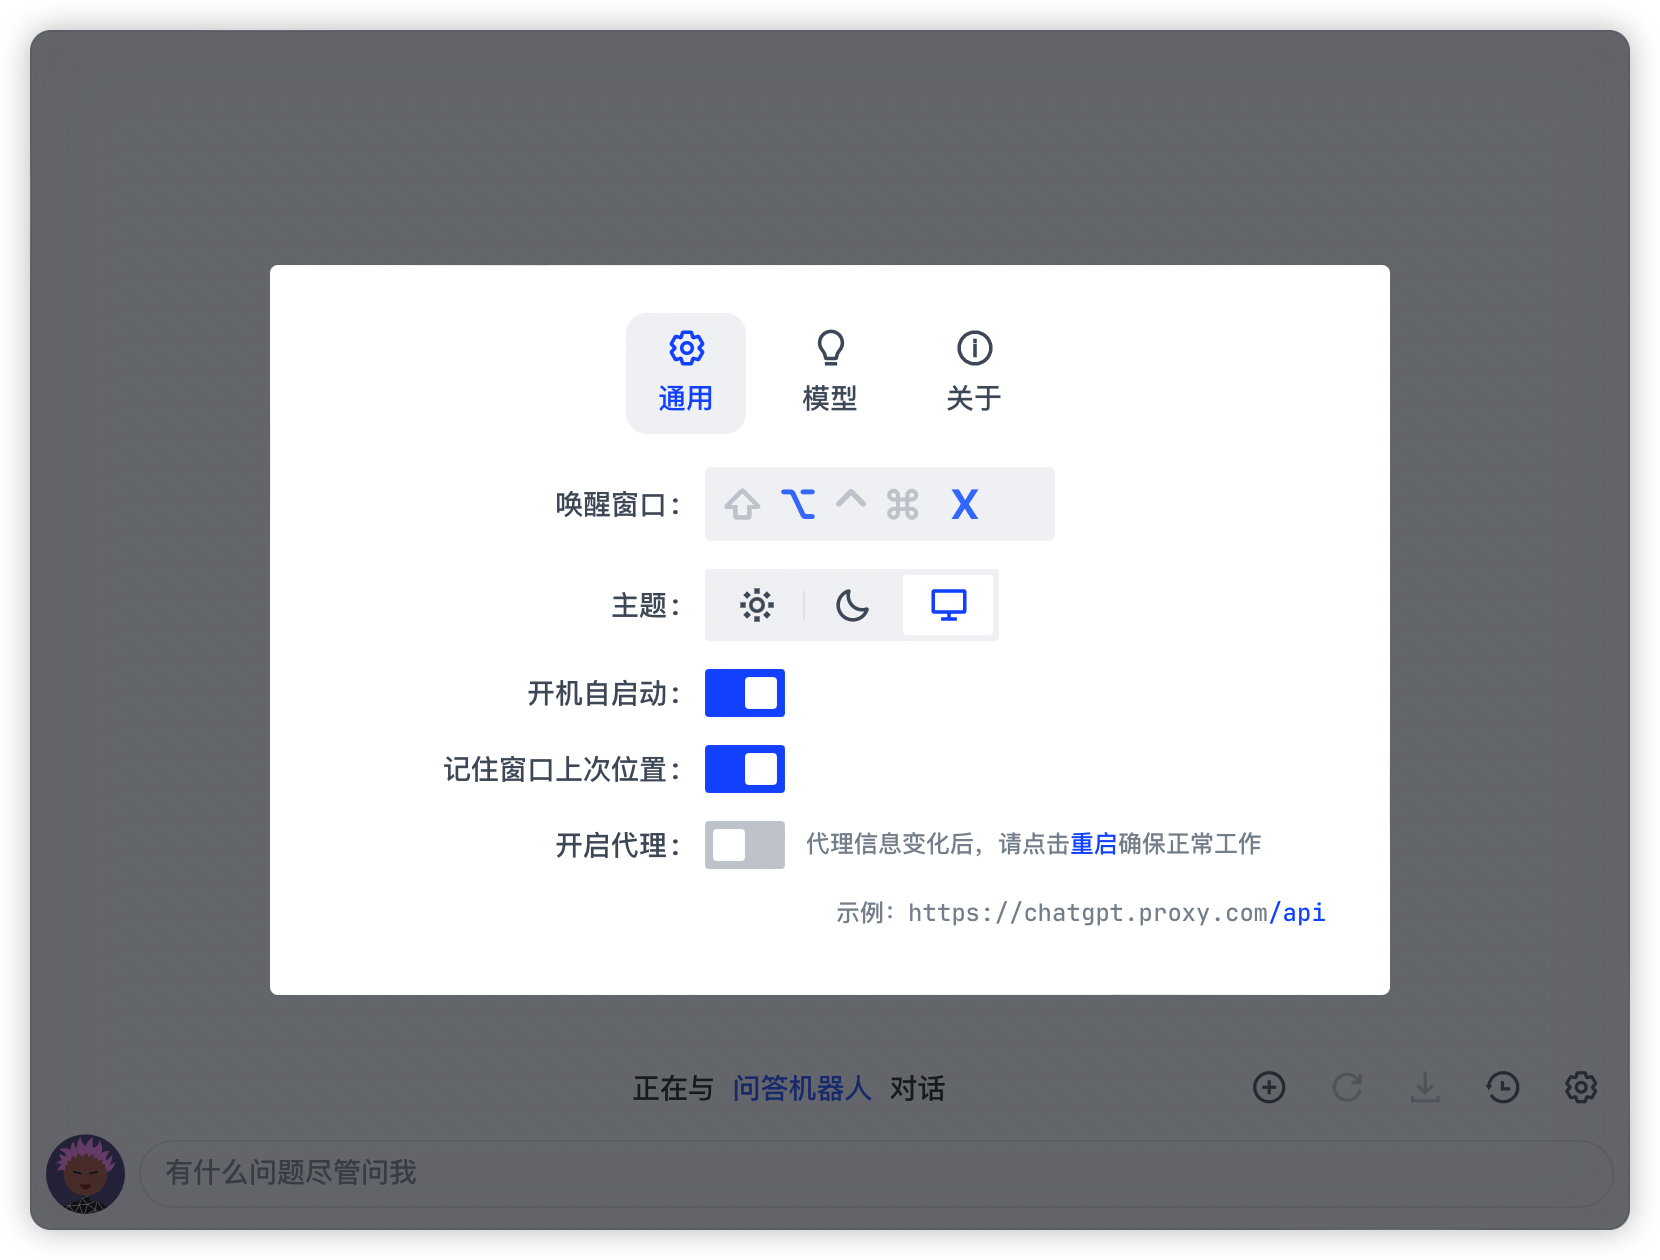 通用
模型
关于
唤醒窗口：
X
主题：
开机自启动：
记住窗口上次位置：
开启代理：
代理信息变化后，请点击重启确保正常工作
示例：https://chatgpt.proxy.com/api
正在与 问答机器人 对话
有什么问题尽管问我